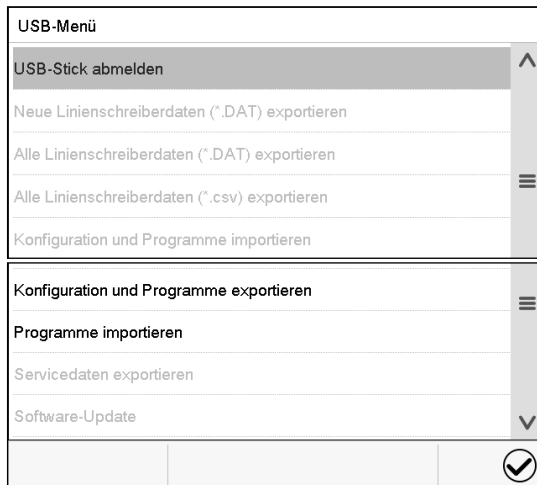 USB-Menü
USB-Stick abmelden
Neue Linienschreiberdaten (*.DAT) exportieren
Alle Linienschreiberdaten (*.DAT) exportieren
Alle Linienschreiberdaten (*.csv) exportieren
Konfiguration und Programme importieren
Konfiguration und Programme exportieren
Programme importieren
Servicedaten exportieren
Software-Update